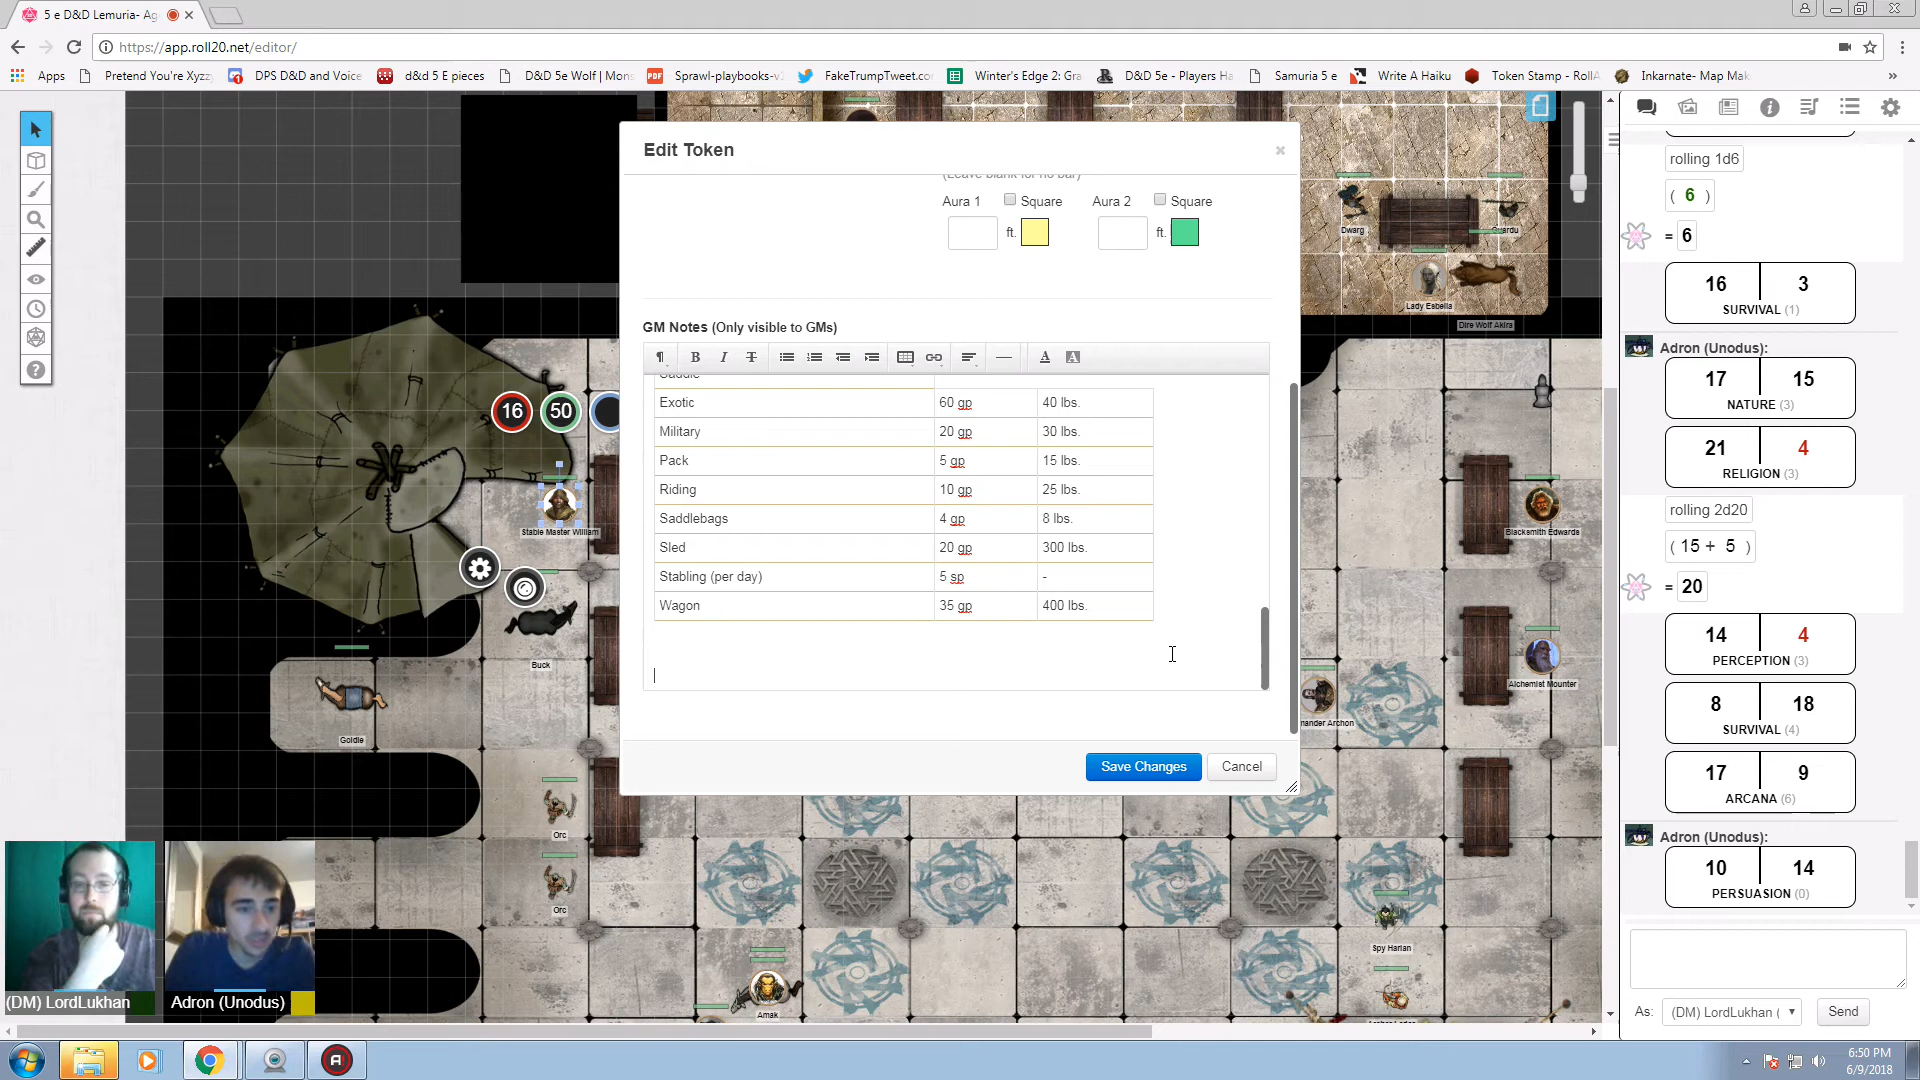 5 e D&D Lemuria- Ag
https://app.roll20.net/editor/
Apps
Pretend You're Xyzz
DPS D&D and Voice
d&d 5 E pieces
D&D 5e Wolf | Mons
Sprawl-playbooks-v
FakeTrumpTweet.co
Winter's Edge 2: Gra
D&D 5e - Players Ha
Samuria 5 e
Write A Haiku
Token Stamp - RollA
Inkarnate- Map Mak
»
Edit Token
×
(Leave blank for no bar)
Aura 1
Square
Aura 2
Square
ft.
ft.
GM Notes (Only visible to GMs)
Saddle
Exotic 60 gp 40 lbs.
Military 20 gp 30 lbs.
Pack 5 gp 15 lbs.
Riding 10 gp 25 lbs.
Saddlebags 4 gp 8 lbs.
Sled 20 gp 300 lbs.
Stabling (per day) 5 sp -
Wagon 35 gp 400 lbs.
Save Changes
Cancel
16
50
Stable Master William
Buck
Goldie
Orc
Orc
Amak
Dwarg
Lady Esbella
Dire Wolf Akira
Blacksmith Edwards
Alchemist Mounter
mander Archon
Spy Harlan
rolling 1d6
( 6 )
= 6
16 3
SURVIVAL (1)
Adron (Unodus):
17 15
NATURE (3)
21 4
RELIGION (3)
rolling 2d20
( 15 + 5 )
= 20
14 4
PERCEPTION (3)
8 18
SURVIVAL (4)
17 9
ARCANA (6)
Adron (Unodus):
10 14
PERSUASION (0)
As:
(DM) LordLukhan (
Send
(DM) LordLukhan
Adron (Unodus)
6:50 PM
6/9/2018